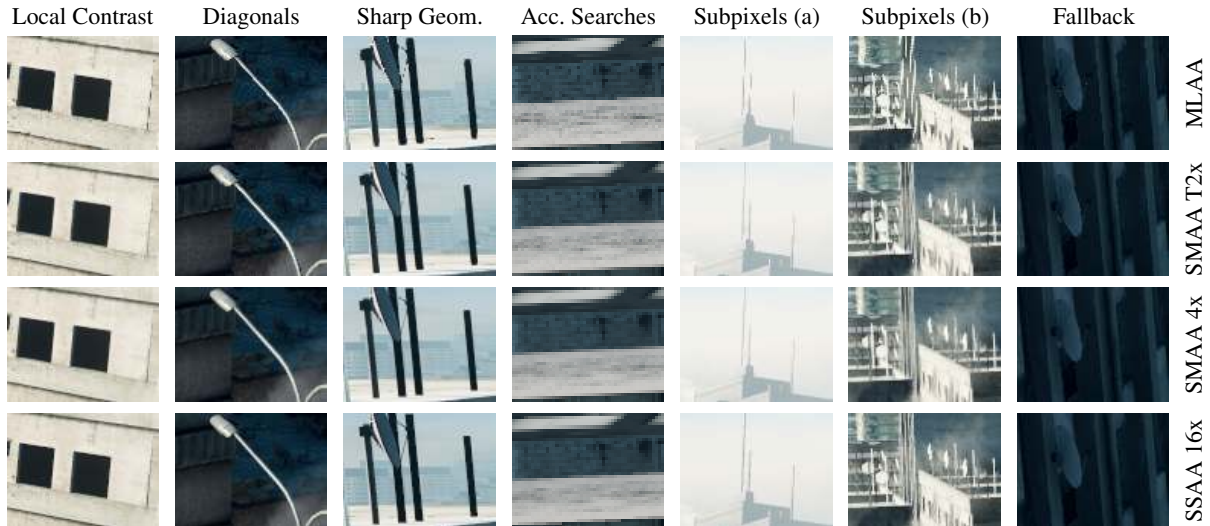 Local Contrast
Diagonals
Sharp Geom.
Acc. Searches
Subpixels (a)
Subpixels (b)
Fallback
MLAA
SMAA T2x
SMAA 4x
SSAA 16x